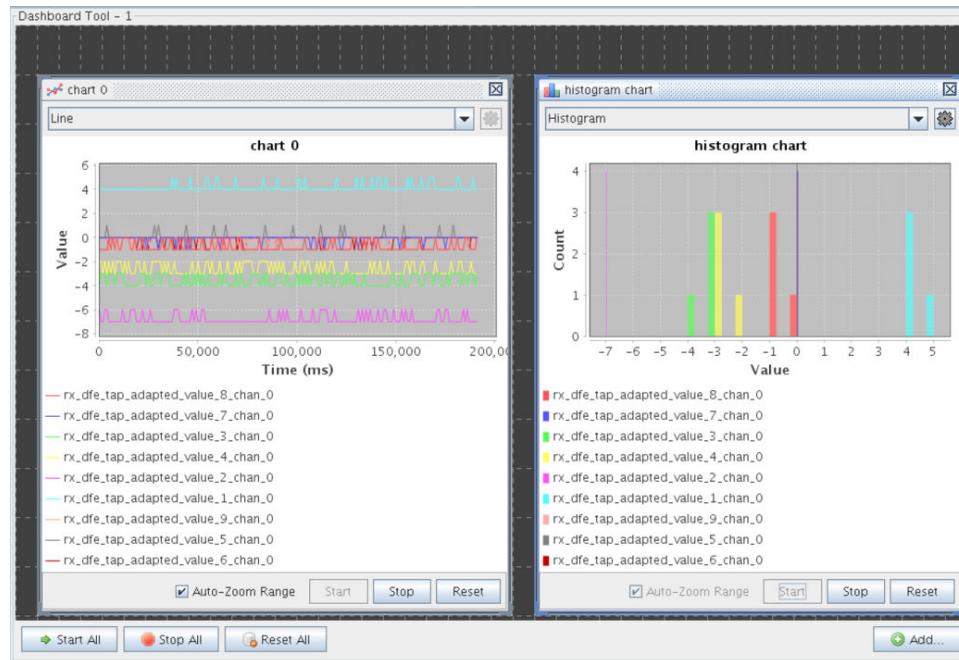 Dashboard Tool - 1
chart 0
Line
chart 0
6
4
2
0
-2
-4
-6
-8
Value
0 50,000 100,000 150,000 200,0
Time (ms)
rx_dfe_tap_adapted_value_8_chan_0
rx_dfe_tap_adapted_value_7_chan_0
rx_dfe_tap_adapted_value_3_chan_0
rx_dfe_tap_adapted_value_4_chan_0
rx_dfe_tap_adapted_value_2_chan_0
rx_dfe_tap_adapted_value_1_chan_0
rx_dfe_tap_adapted_value_9_chan_0
rx_dfe_tap_adapted_value_5_chan_0
rx_dfe_tap_adapted_value_6_chan_0
Auto-Zoom Range Start Stop Reset
histogram chart
Histogram
histogram chart
4
3
2
1
0
Count
-7 -6 -5 -4 -3 -2 -1 0 1 2 3 4 5
Value
rx_dfe_tap_adapted_value_8_chan_0
rx_dfe_tap_adapted_value_7_chan_0
rx_dfe_tap_adapted_value_3_chan_0
rx_dfe_tap_adapted_value_4_chan_0
rx_dfe_tap_adapted_value_2_chan_0
rx_dfe_tap_adapted_value_1_chan_0
rx_dfe_tap_adapted_value_9_chan_0
rx_dfe_tap_adapted_value_5_chan_0
rx_dfe_tap_adapted_value_6_chan_0
Auto-Zoom Range Start Stop Reset
Start All Stop All Reset All Add...